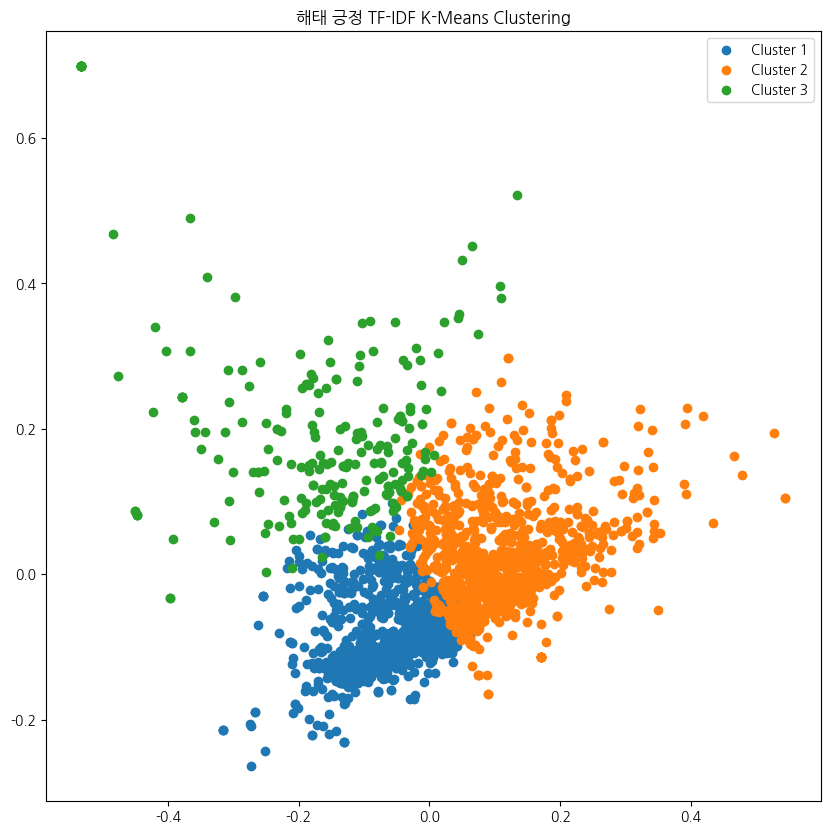 해태 긍정 TF-IDF K-Means Clustering
Cluster 1
Cluster 2
Cluster 3
0.6
0.4
0.2
0.0
-0.2
-0.4 -0.2 0.0 0.2 0.4